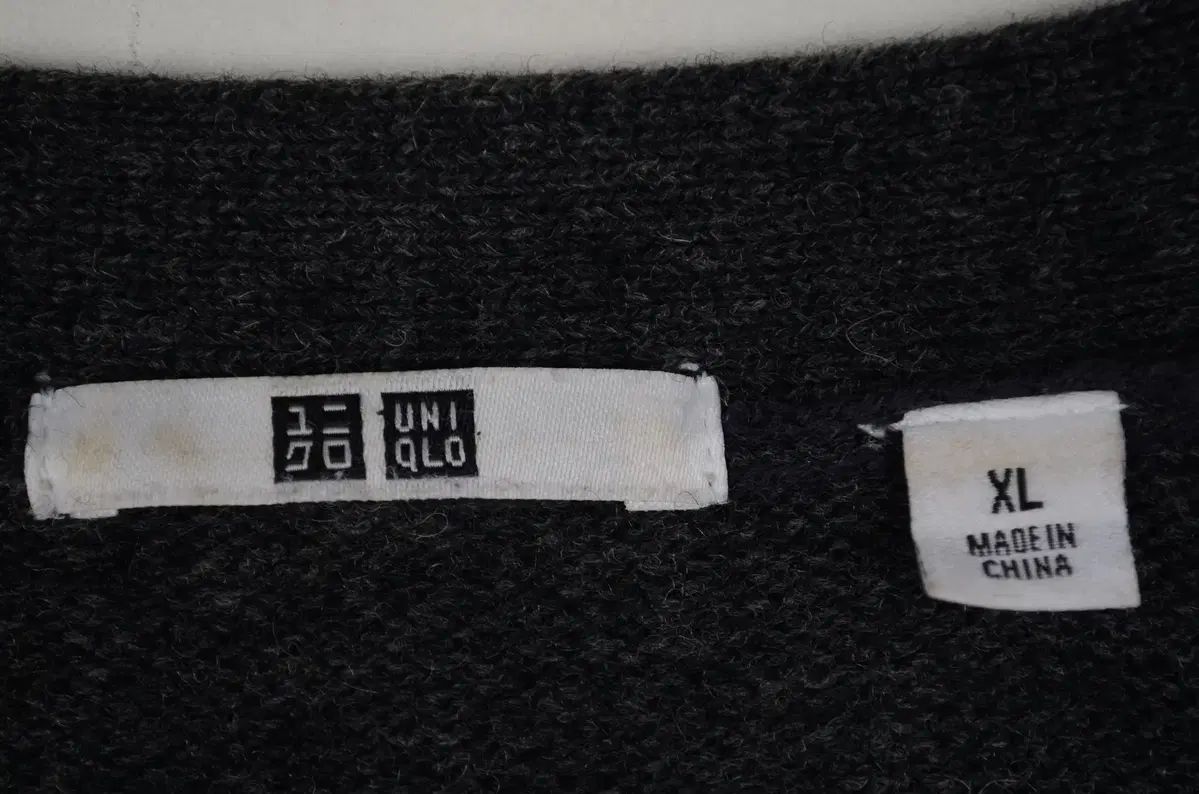 ユニ
クロ
UNI
QLO
XL
MADE IN
CHINA